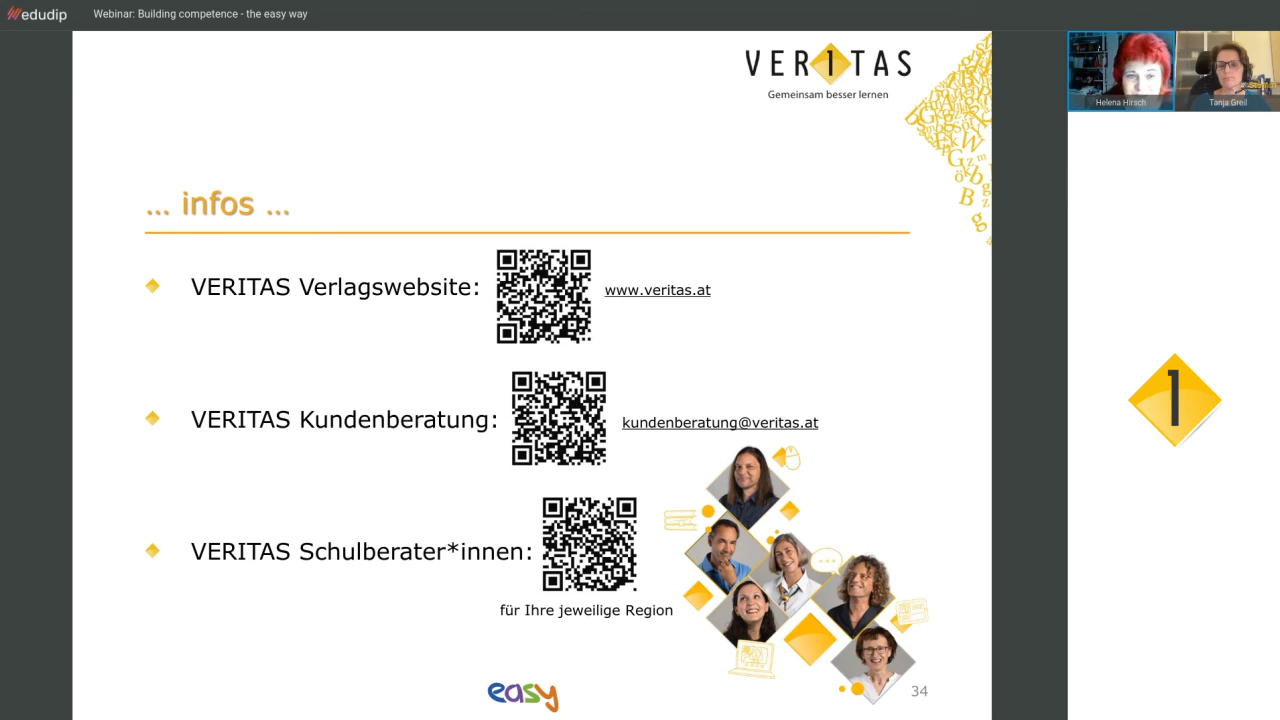 edudip
Webinar: Building competence - the easy way
VERITAS
Gemeinsam besser lernen
Helena Hirsch
Tanja Greil
... infos ...
VERITAS Verlagswebsite:
www.veritas.at
VERITAS Kundenberatung:
kundenberatung@veritas.at
VERITAS Schulberater*innen:
für Ihre jeweilige Region
easy
34